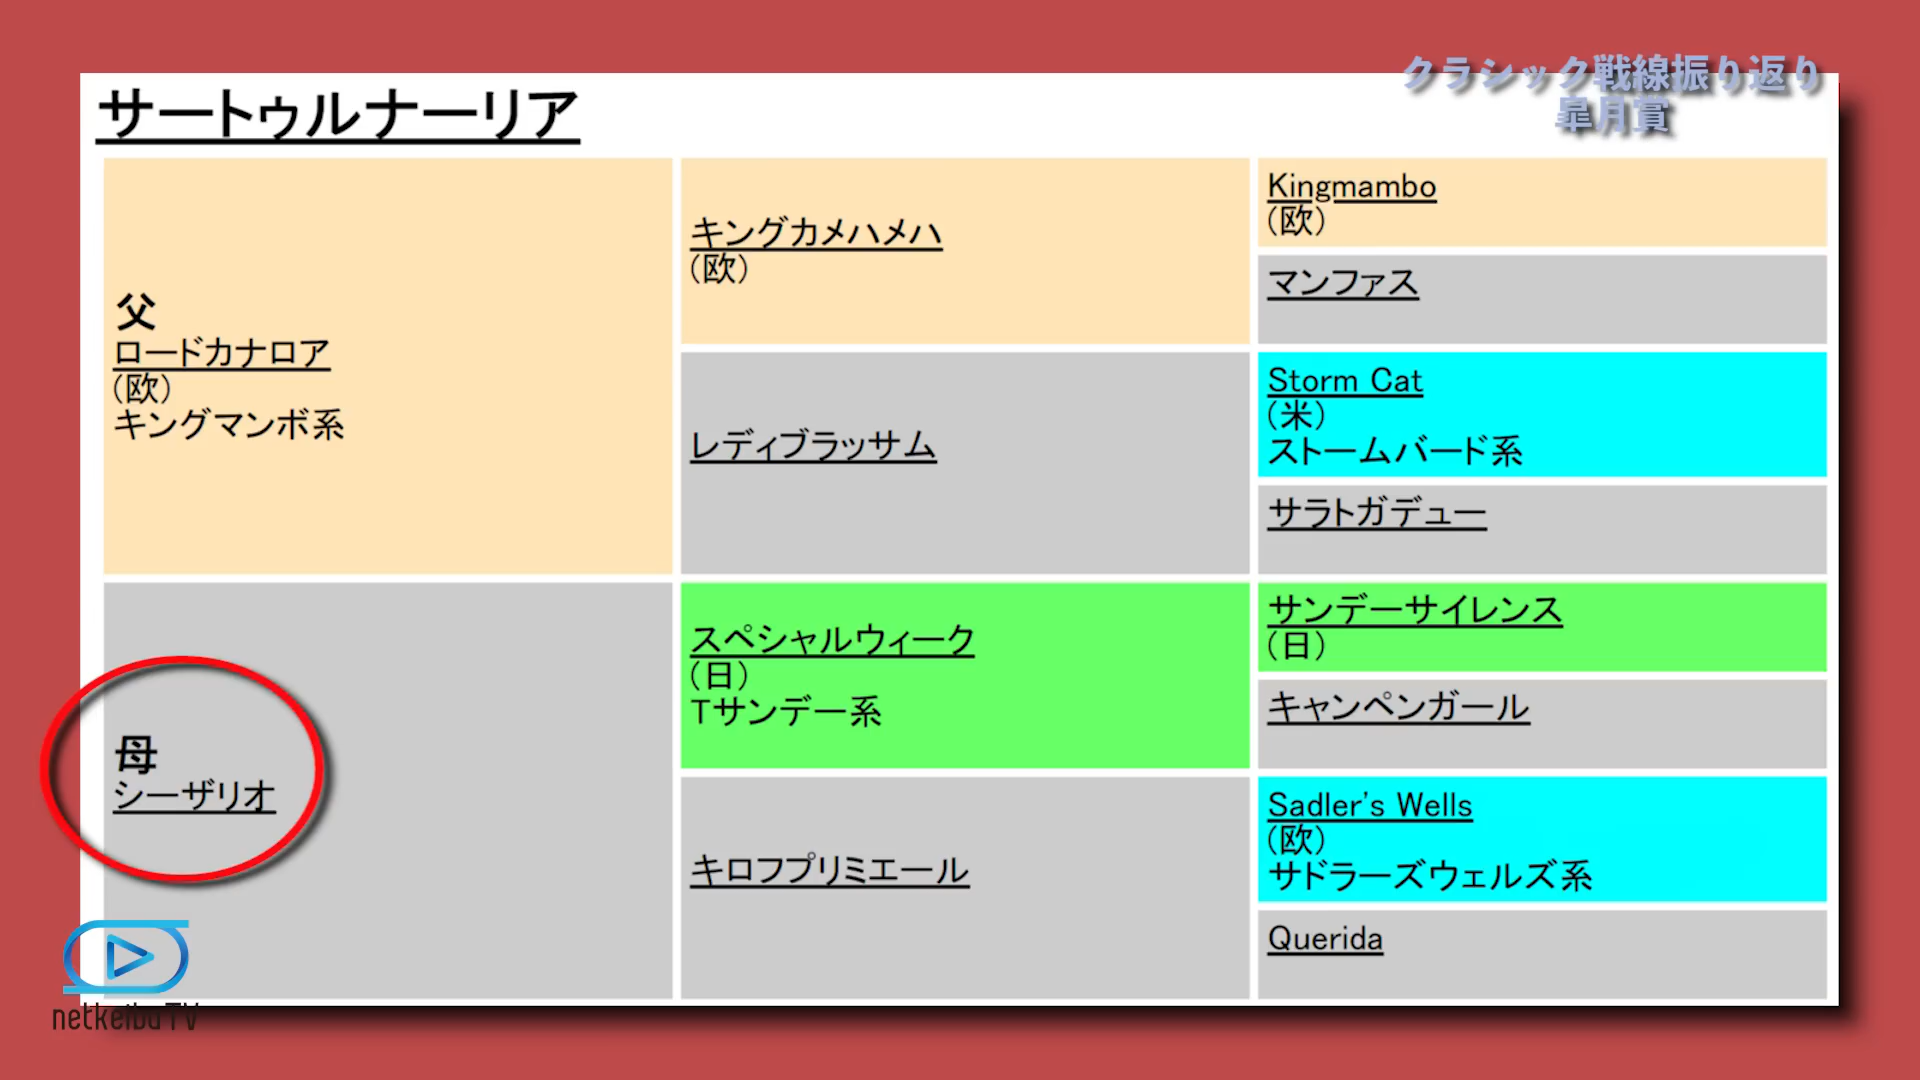 クラシック戦線振り返り
皐月賞
サートゥルナーリア
父
ロードカナロア
(欧)
キングマンボ系
キングカメハメハ
(欧)
Kingmambo
(欧)
マンファス
レディブラッサム
Storm Cat
(米)
ストームバード系
サラトガデュー
母
シーザリオ
スペシャルウィーク
(日)
Tサンデー系
サンデーサイレンス
(日)
キャンペンガール
キロフプリミエール
Sadler's Wells
(欧)
サドラーズウェルズ系
Querida
netkeibaTV